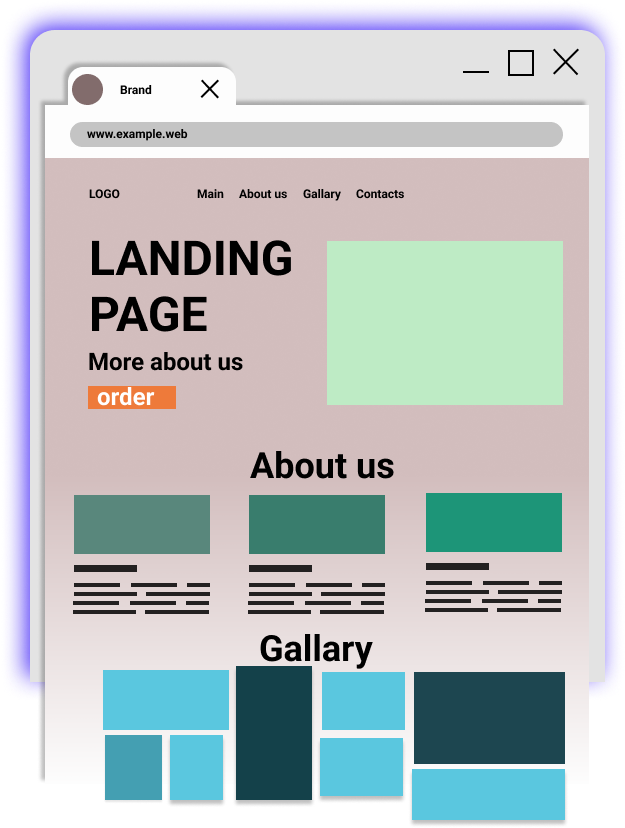 Brand
www.example.web
LOGO Main About us Gallary Contacts
LANDING
PAGE
More about us
order
About us
Gallary